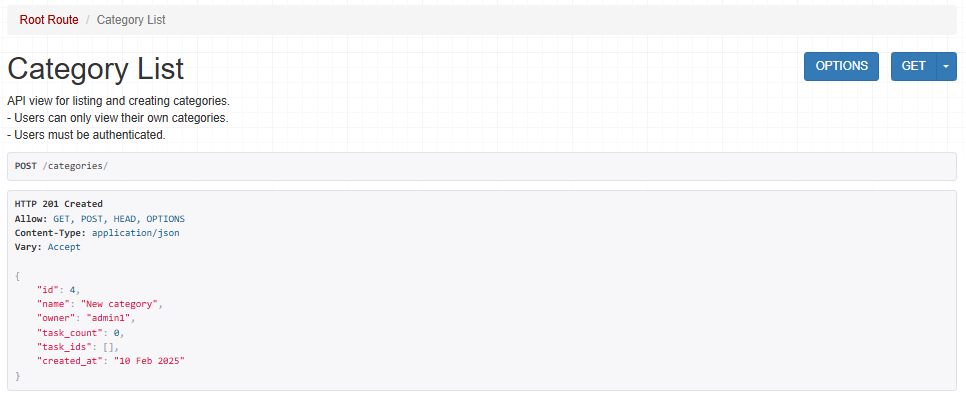 Root Route / Category List
Category List
OPTIONS
GET
API view for listing and creating categories.
- Users can only view their own categories.
- Users must be authenticated.
POST /categories/
HTTP 201 Created
Allow: GET, POST, HEAD, OPTIONS
Content-Type: application/json
Vary: Accept
{
    "id": 4,
    "name": "New category",
    "owner": "admin1",
    "task_count": 0,
    "task_ids": [],
    "created_at": "10 Feb 2025"
}